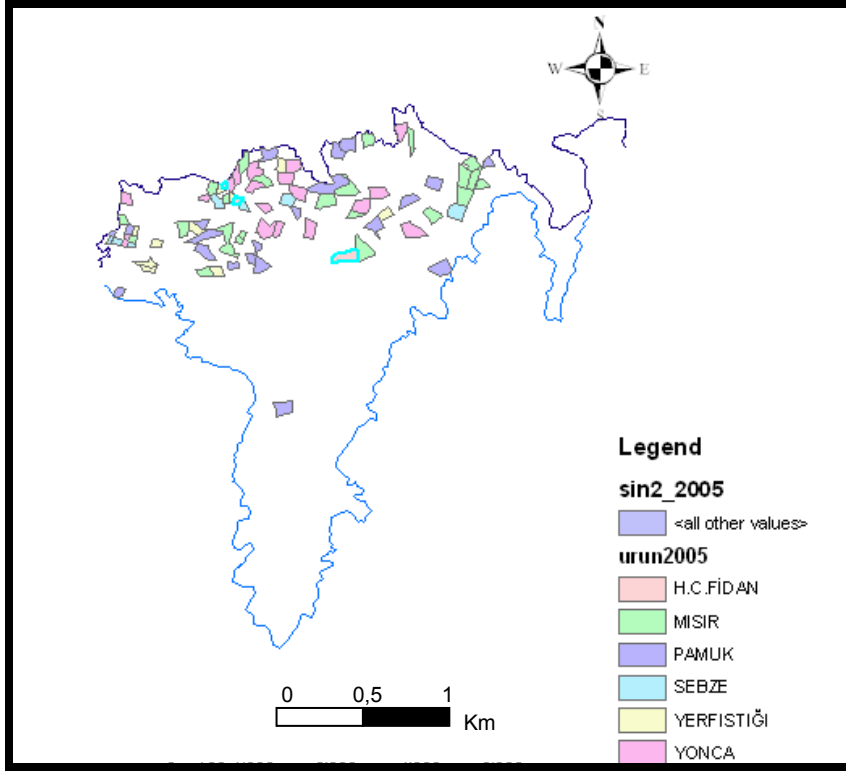 N
W E
S
Legend
sin2_2005
<all other values>
urun2005
H.C.FİDAN
MISIR
PAMUK
SEBZE
YERFISTIĞI
YONCA
0 0,5 1
Km